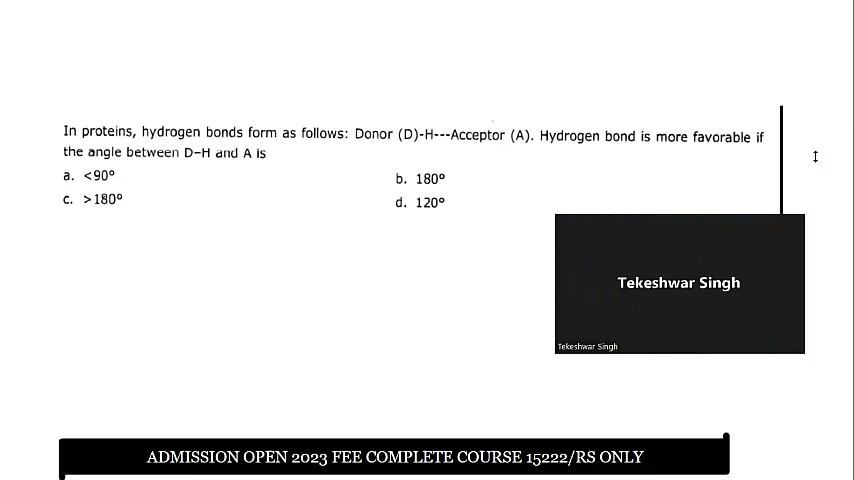 In proteins, hydrogen bonds form as follows: Donor (D)-H---Acceptor (A). Hydrogen bond is more favorable if
the angle between D-H and A is
a. <90°
b. 180°
c. >180°
d. 120°
Tekeshwar Singh
Tekeshwar Singh
ADMISSION OPEN 2023 FEE COMPLETE COURSE 15222/RS ONLY